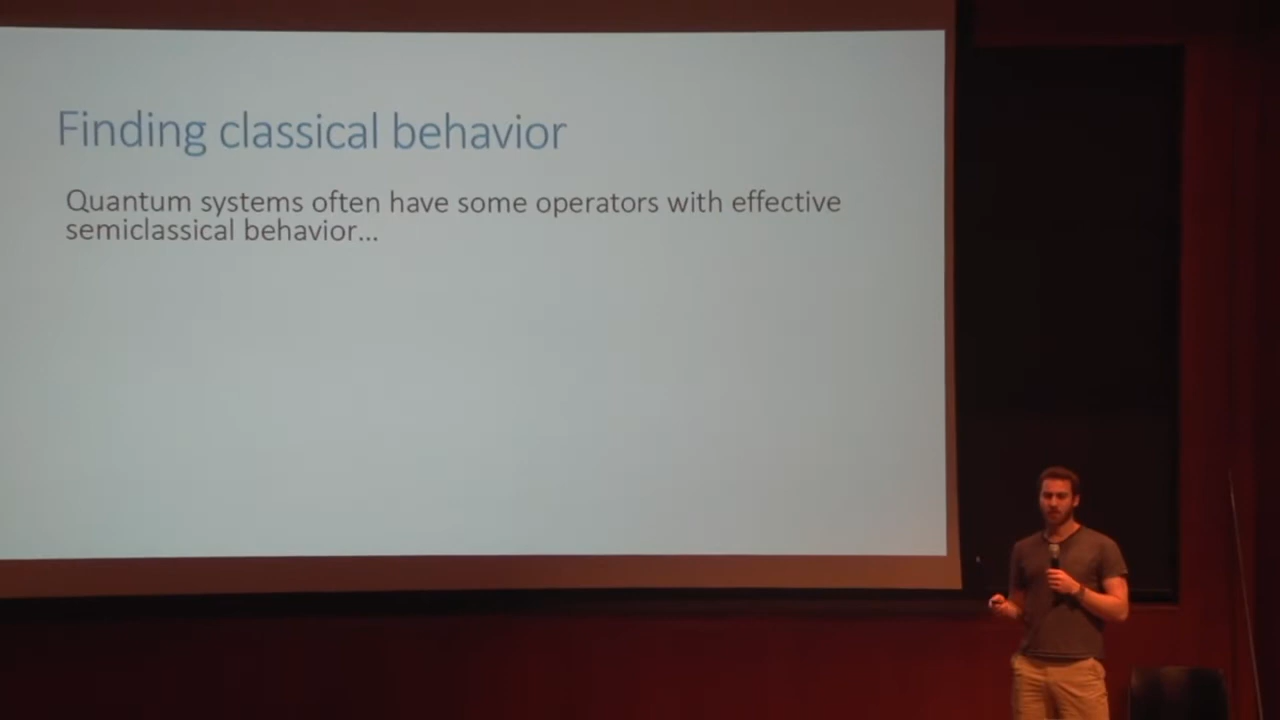 Finding classical behavior
Quantum systems often have some operators with effective
semiclassical behavior...